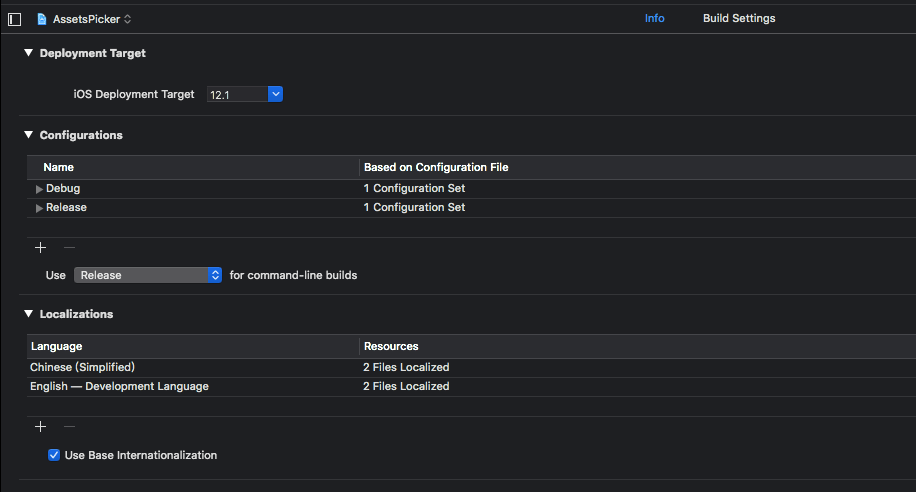 AssetsPicker
Info
Build Settings
Deployment Target
iOS Deployment Target
12.1
Configurations
Name
Based on Configuration File
Debug
1 Configuration Set
Release
1 Configuration Set
Use
Release
for command-line builds
Localizations
Language
Resources
Chinese (Simplified)
2 Files Localized
English — Development Language
2 Files Localized
Use Base Internationalization